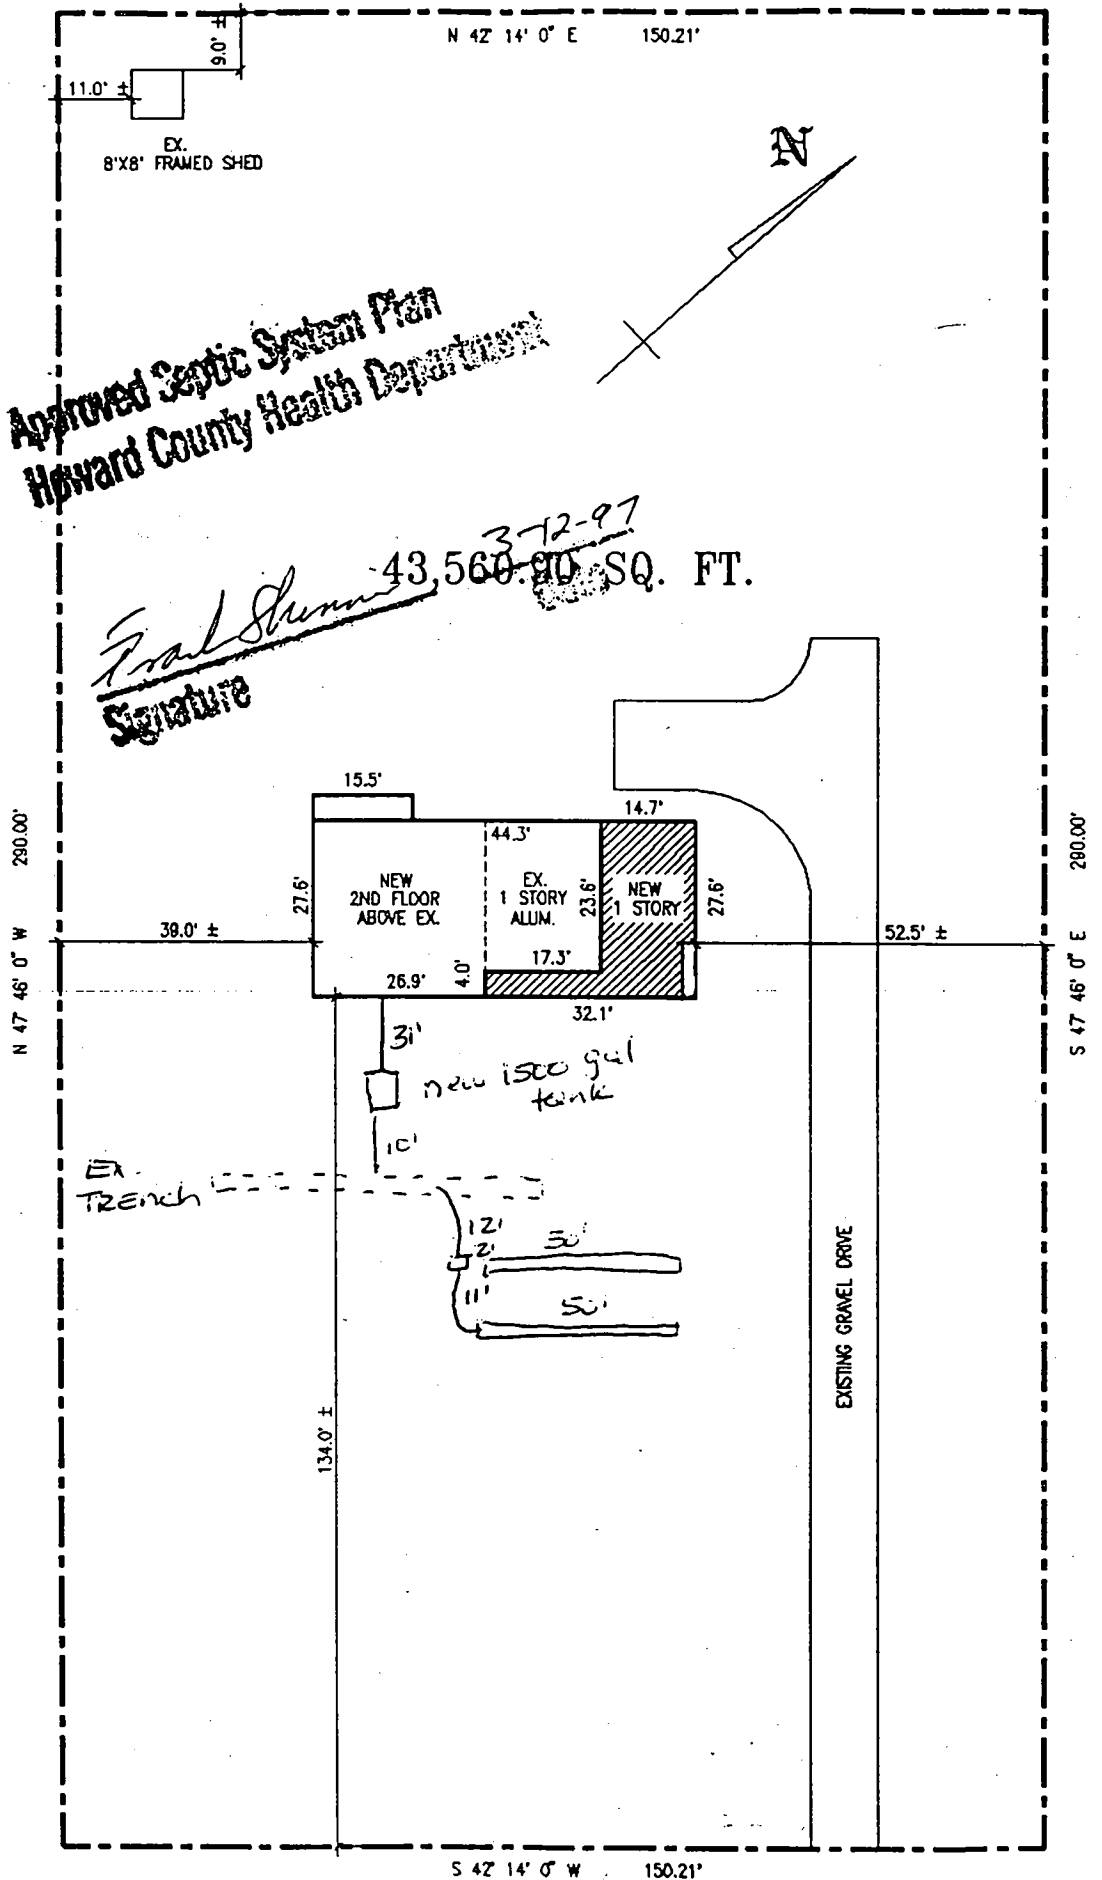 N 42° 14' 0" E 150.21'
9.0' ±
11.0' ±
EX.
8'X8' FRAMED SHED
N
Approved Septic System Plan
Howard County Health Department
3-12-97
43,560.90 SQ. FT.
Signature
15.5'
14.7'
44.3'
27.6'
NEW
2ND FLOOR
ABOVE EX.
EX.
1 STORY
ALUM.
23.6'
NEW
1 STORY
27.6'
N 47° 46' 0" W 290.00'
S 47° 46' 0" E 290.00'
39.0' ±
52.5' ±
17.3'
26.9'
4.0'
32.1'
31'
new 1500 gal
tank
10'
Ex.
TRENCH
12'
2'
50'
11'
50'
134.0' ±
EXISTING GRAVEL DRIVE
S 42° 14' 0" W 150.21'